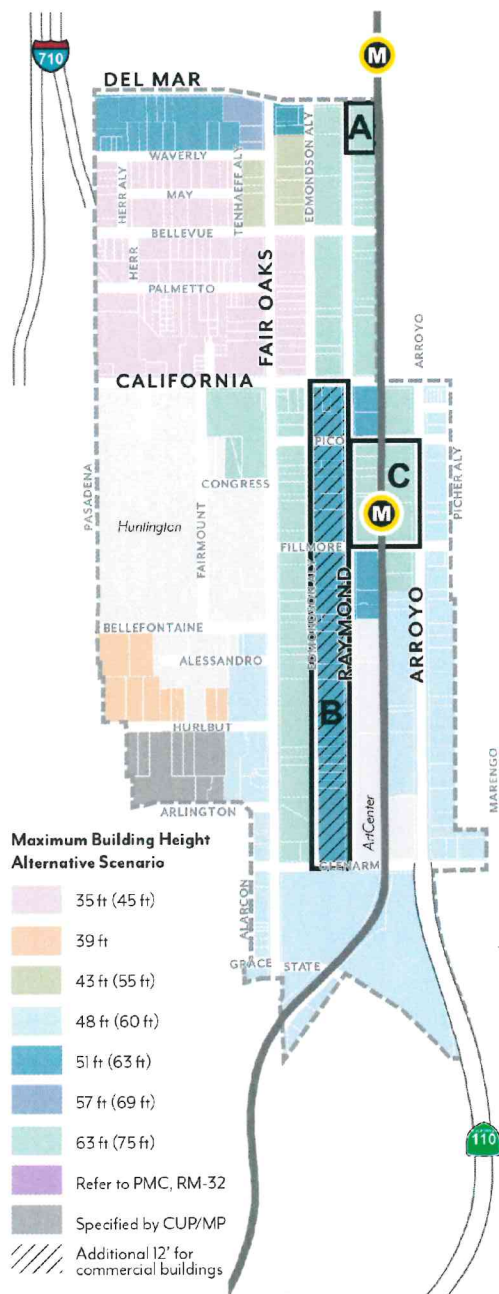 M
710
DEL MAR
A
WAVERLY
HERR ALY
MAY
TENHAEFF ALY
EDMONDSON ALY
BELLEVUE
HERR
FAIR OAKS
PALMETTO
ARROYO
CALIFORNIA
PICO
C
PICHER ALY
CONGRESS
PASADENA
Huntington
FAIRMOUNT
M
FILLMORE
RAYMOND
BELLEFONTAINE
ALESSANDRO
ARROYO
B
HURLBUT
MARENGO
ARLINGTON
ArtCenter
GLENARM
Maximum Building Height
Alternative Scenario
35 ft (45 ft)
39 ft
43 ft (55 ft)
48 ft (60 ft)
51 ft (63 ft)
57 ft (69 ft)
63 ft (75 ft)
Refer to PMC, RM-32
Specified by CUP/MP
Additional 12' for
commercial buildings
ALARCON
GRACE
STATE
110